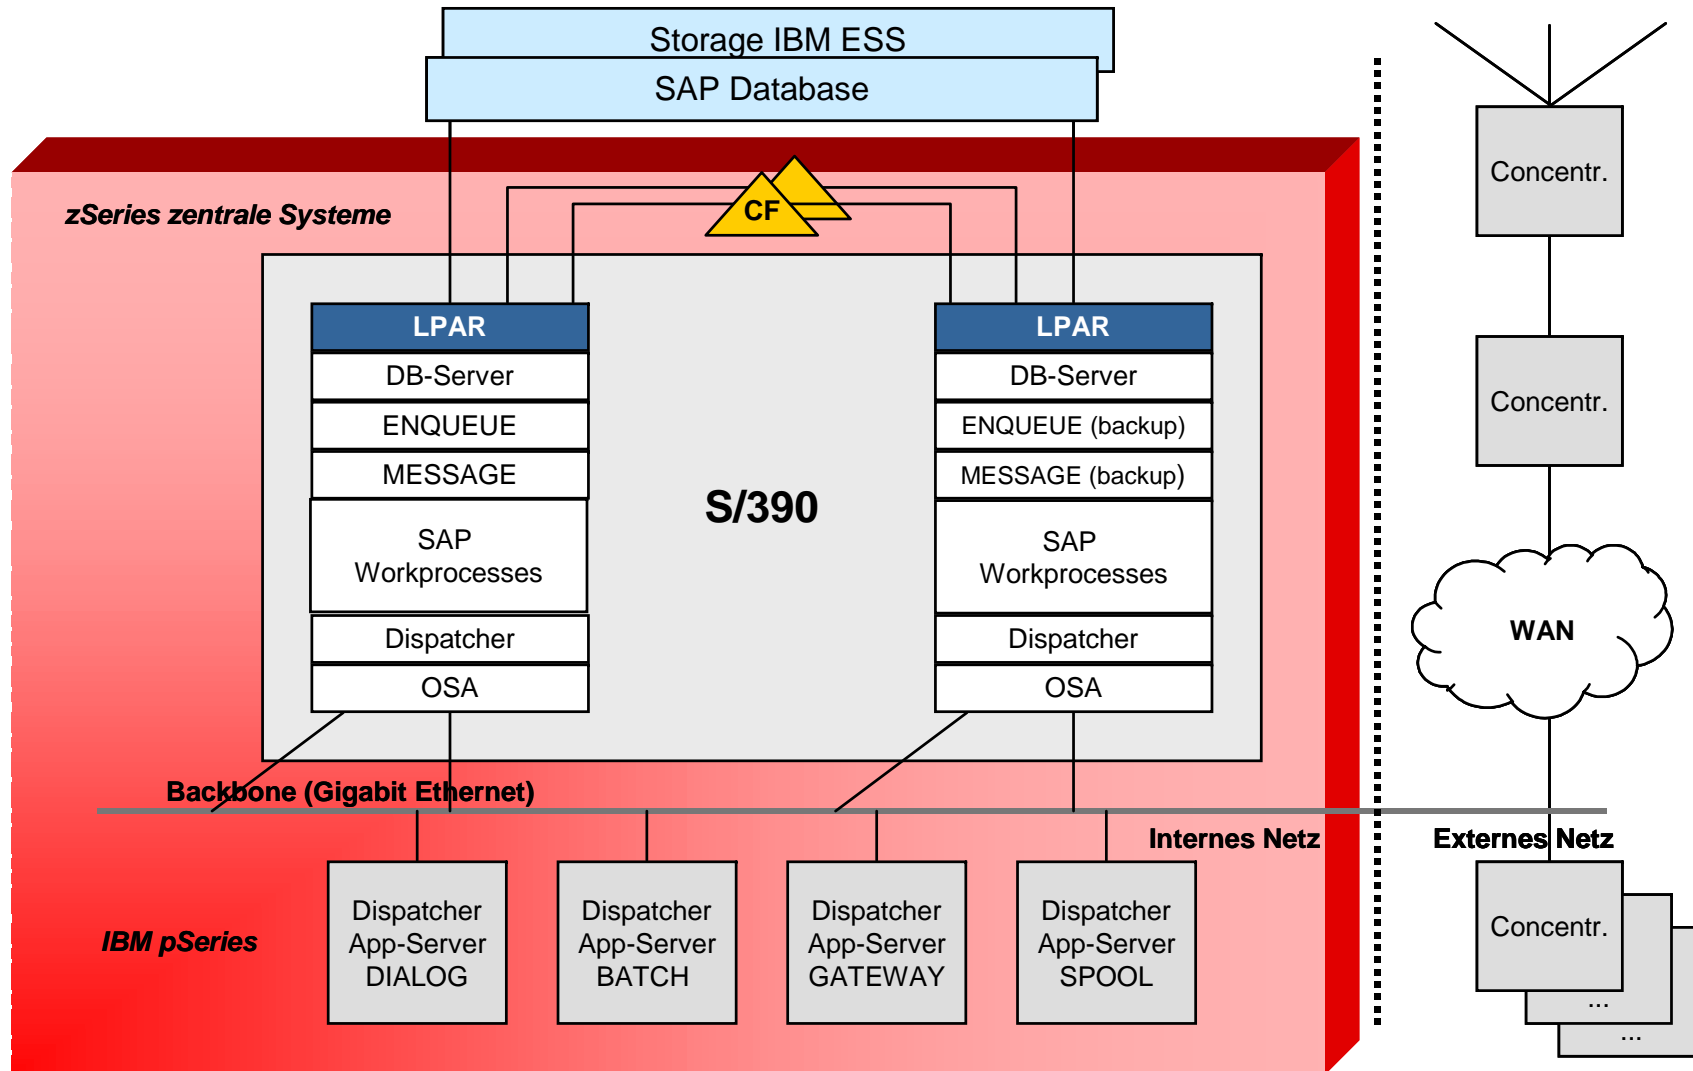 Storage IBM ESS
SAP Database
zSeries zentrale Systeme
CF
S/390
LPAR
DB-Server
ENQUEUE
MESSAGE
SAP
Workprocesses
Dispatcher
OSA
LPAR
DB-Server
ENQUEUE (backup)
MESSAGE (backup)
SAP
Workprocesses
Dispatcher
OSA
Backbone (Gigabit Ethernet)
Internes Netz
IBM pSeries
Dispatcher
App-Server
DIALOG
Dispatcher
App-Server
BATCH
Dispatcher
App-Server
GATEWAY
Dispatcher
App-Server
SPOOL
Concentr.
Concentr.
WAN
Externes Netz
Concentr.
...
...